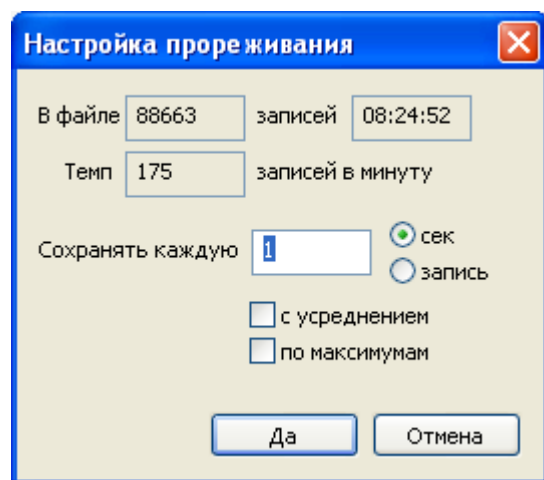 Настройка прореживания
В файле 88663 записей 08:24:52
Темп 175 записей в минуту
Сохранять каждую 1 сек
запись
с усреднением
по максимумам
Да Отмена